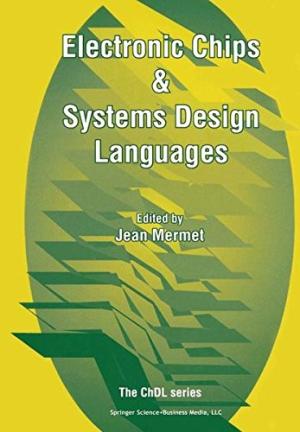 Electronic Chips
&
Systems Design
Languages
Edited by
Jean Mermet
The ChDL series
Springer Science+Business Media, LLC